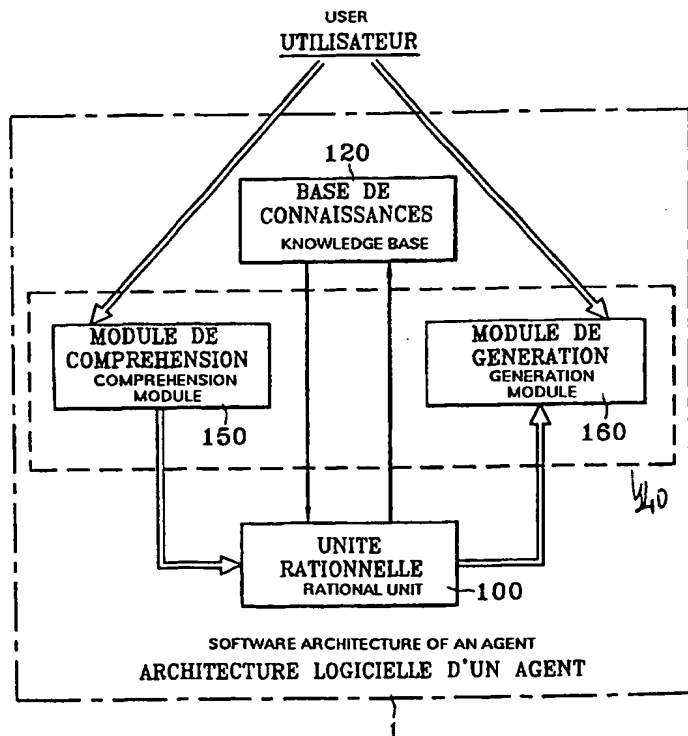 USER
UTILISATEUR
120
BASE DE
CONNAISSANCES
KNOWLEDGE BASE
MODULE DE
COMPREHENSION
COMPREHENSION
MODULE
150
MODULE DE
GENERATION
GENERATION
MODULE
160
140
UNITE
RATIONNELLE
RATIONAL UNIT
100
SOFTWARE ARCHITECTURE OF AN AGENT
ARCHITECTURE LOGICIELLE D'UN AGENT
1